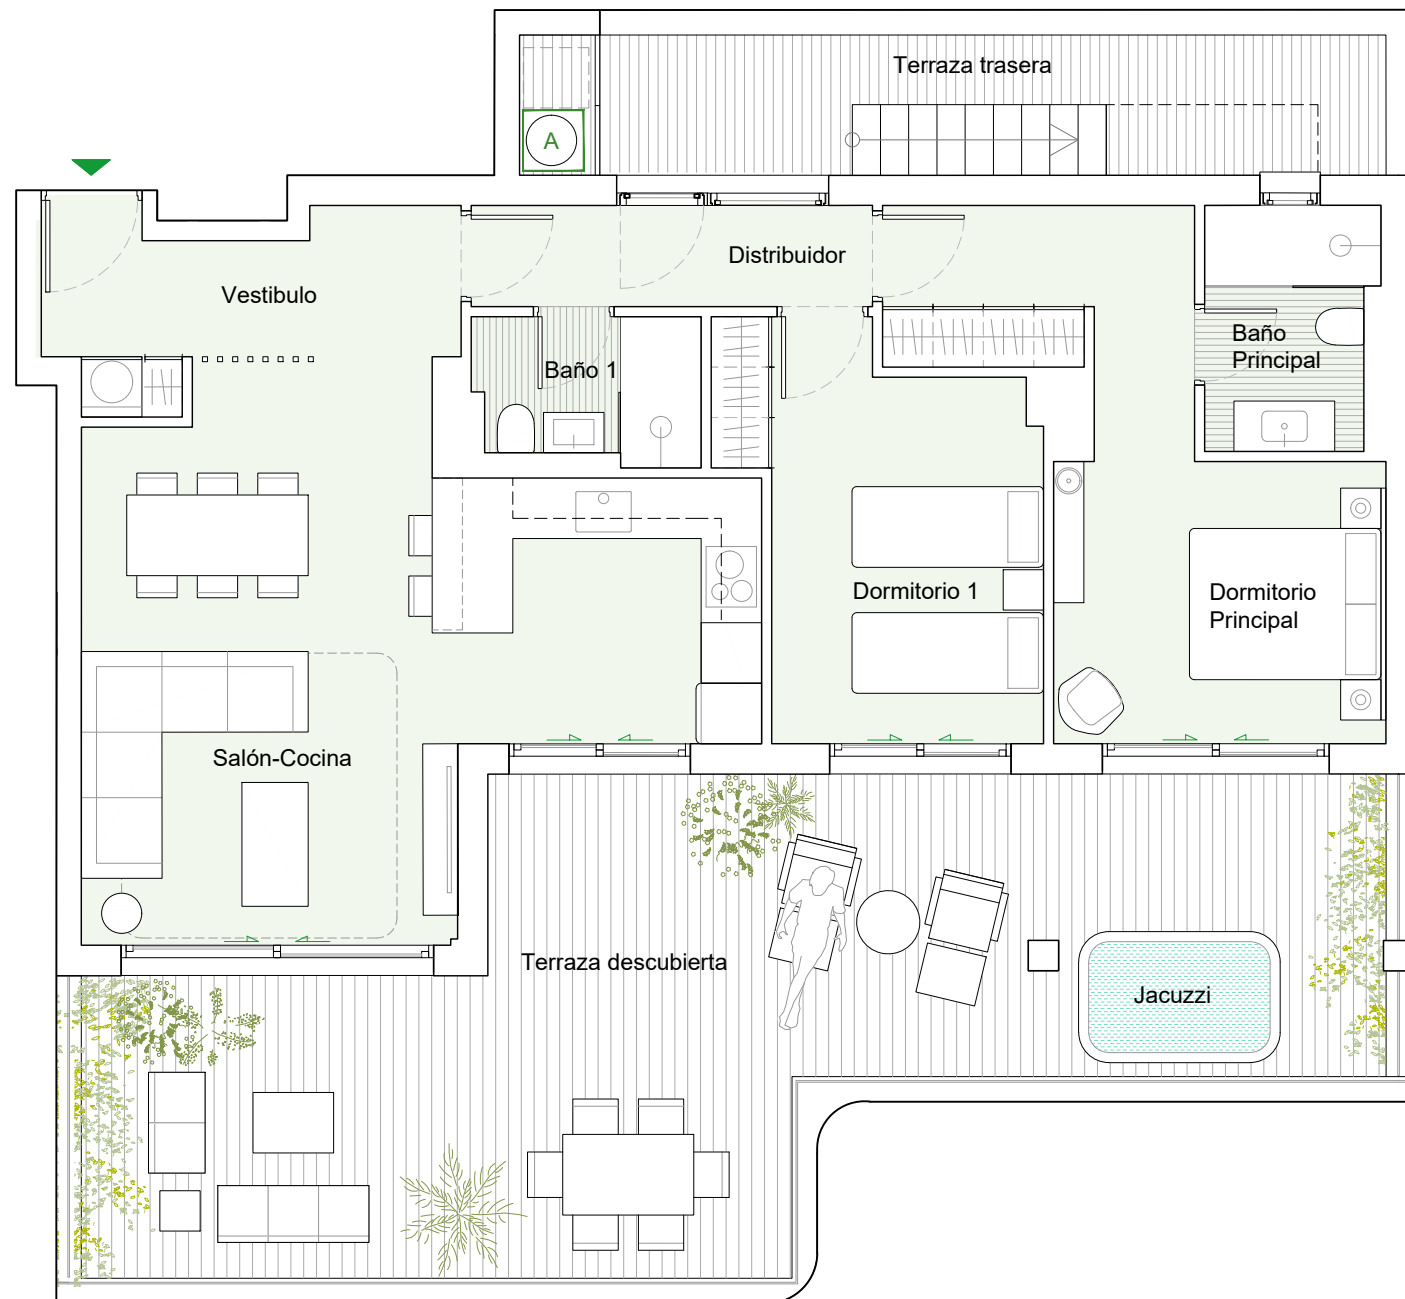 Terraza trasera
A
Distribuidor
Vestibulo
Baño
Principal
Baño 1
Dormitorio 1
Dormitorio
Principal
Salón-Cocina
Terraza descubierta
Jacuzzi